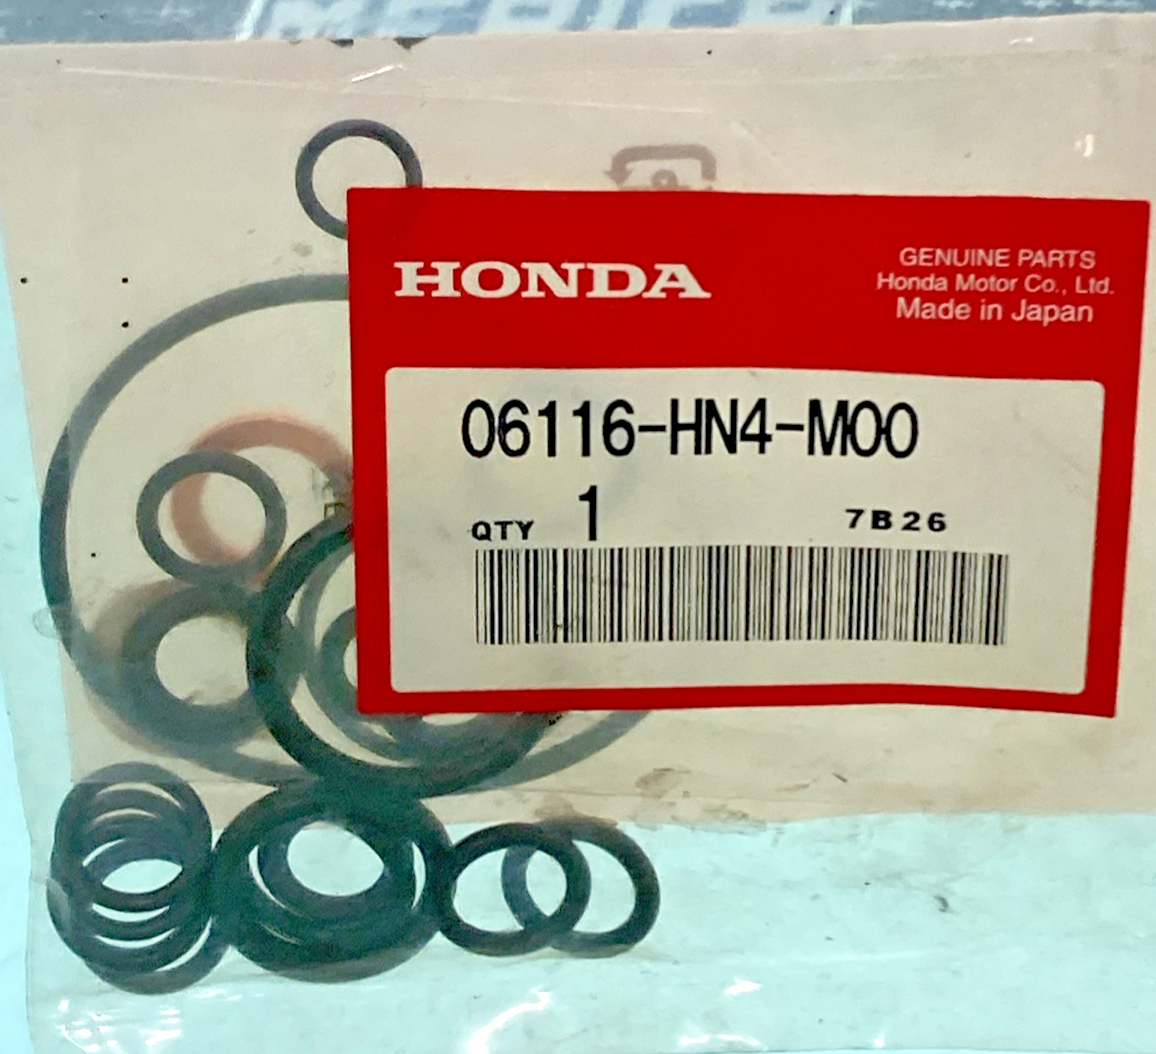 HONDA
GENUINE PARTS
Honda Motor Co., Ltd.
Made in Japan
06116-HN4-M00
QTY 1 7B26